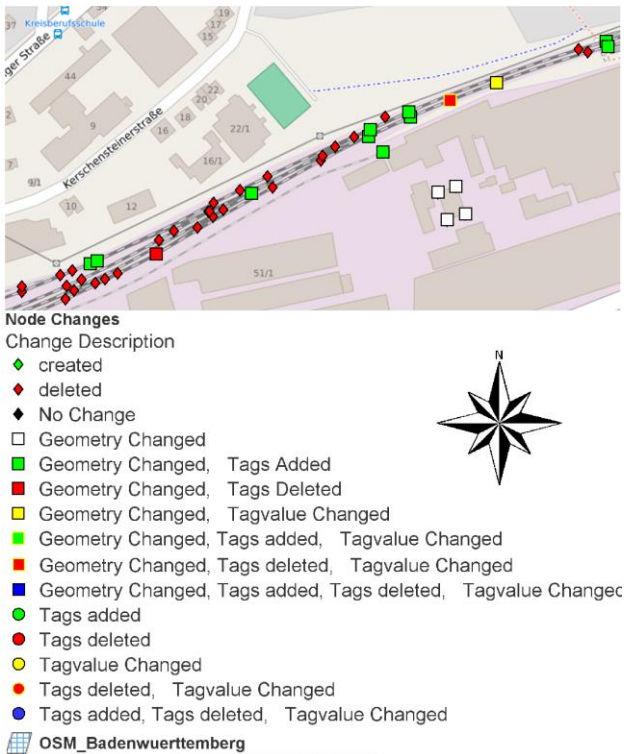 Kreisberufsschule
37
15
17
19
nger Straße
44
9
22
20
18
16
22/1
16/1
Kerschensteinerstraße
9/1
10
12
51/1
Node Changes
Change Description
created
deleted
No Change
Geometry Changed
Geometry Changed, Tags Added
Geometry Changed, Tags Deleted
Geometry Changed, Tagvalue Changed
Geometry Changed, Tags added, Tagvalue Changed
Geometry Changed, Tags deleted, Tagvalue Changed
Geometry Changed, Tags added, Tags deleted, Tagvalue Changed
Tags added
Tags deleted
Tagvalue Changed
Tags deleted, Tagvalue Changed
Tags added, Tags deleted, Tagvalue Changed
OSM_Badenwuerttemberg
N